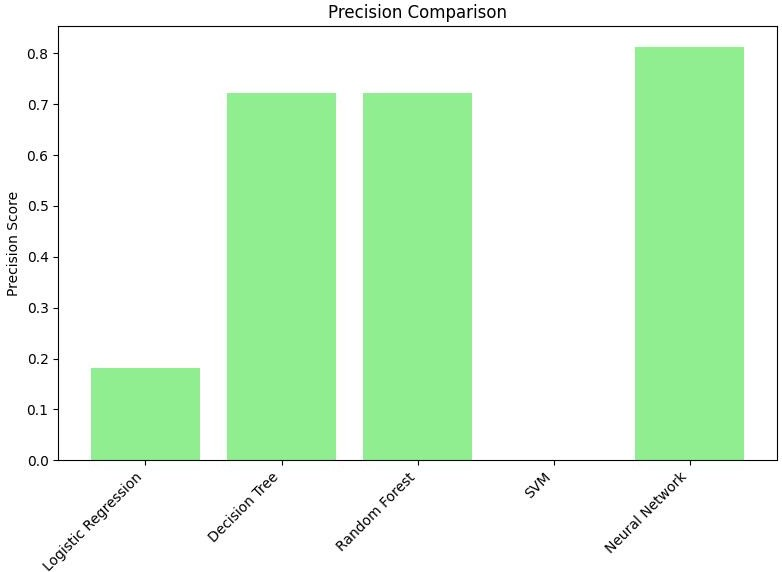 Precision Comparison
Precision Score
0.8
0.7
0.6
0.5
0.4
0.3
0.2
0.1
0.0
Logistic Regression
Decision Tree
Random Forest
SVM
Neural Network